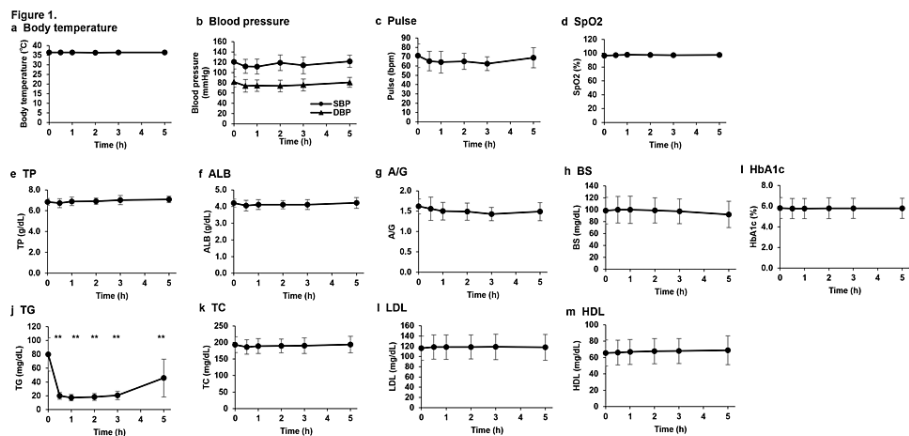 Figure 1.
a Body temperature
b Blood pressure
c Pulse
d SpO2
Body temperature (℃)
40
36
32
28
24
20
16
12
8
4
0
0 1 2 3 4 5
Time (h)
Blood pressure (mmHg)
200
180
160
140
120
100
80
60
40
20
0
SBP
DBP
0 1 2 3 4 5
Time (h)
Pulse (bpm)
90
80
70
60
50
40
30
20
10
0
0 1 2 3 4 5
Time (h)
SpO2 (%)
120
100
80
60
40
20
0
0 1 2 3 4 5
Time (h)
e TP
f ALB
g A/G
h BS
I HbA1c
TP (g/dL)
8.0
6.0
4.0
2.0
0.0
0 1 2 3 4 5
Time (h)
ALB (g/dL)
5.0
4.0
3.0
2.0
1.0
0.0
0 1 2 3 4 5
Time (h)
A/G
2.0
1.5
1.0
0.5
0.0
0 1 2 3 4 5
Time (h)
BS (mg/dL)
140
120
100
80
60
40
20
0
0 1 2 3 4 5
Time (h)
HbA1c (%)
8.0
6.0
4.0
2.0
0.0
0 1 2 3 4 5
Time (h)
j TG
k TC
l LDL
m HDL
TG (mg/dL)
100
80
60
40
20
0
** ** ** ** **
0 1 2 3 4 5
Time (h)
TC (mg/dL)
250
200
150
100
50
0
0 1 2 3 4 5
Time (h)
LDL (mg/dL)
160
140
120
100
80
60
40
20
0
0 1 2 3 4 5
Time (h)
HDL (mg/dL)
100
80
60
40
20
0
0 1 2 3 4 5
Time (h)